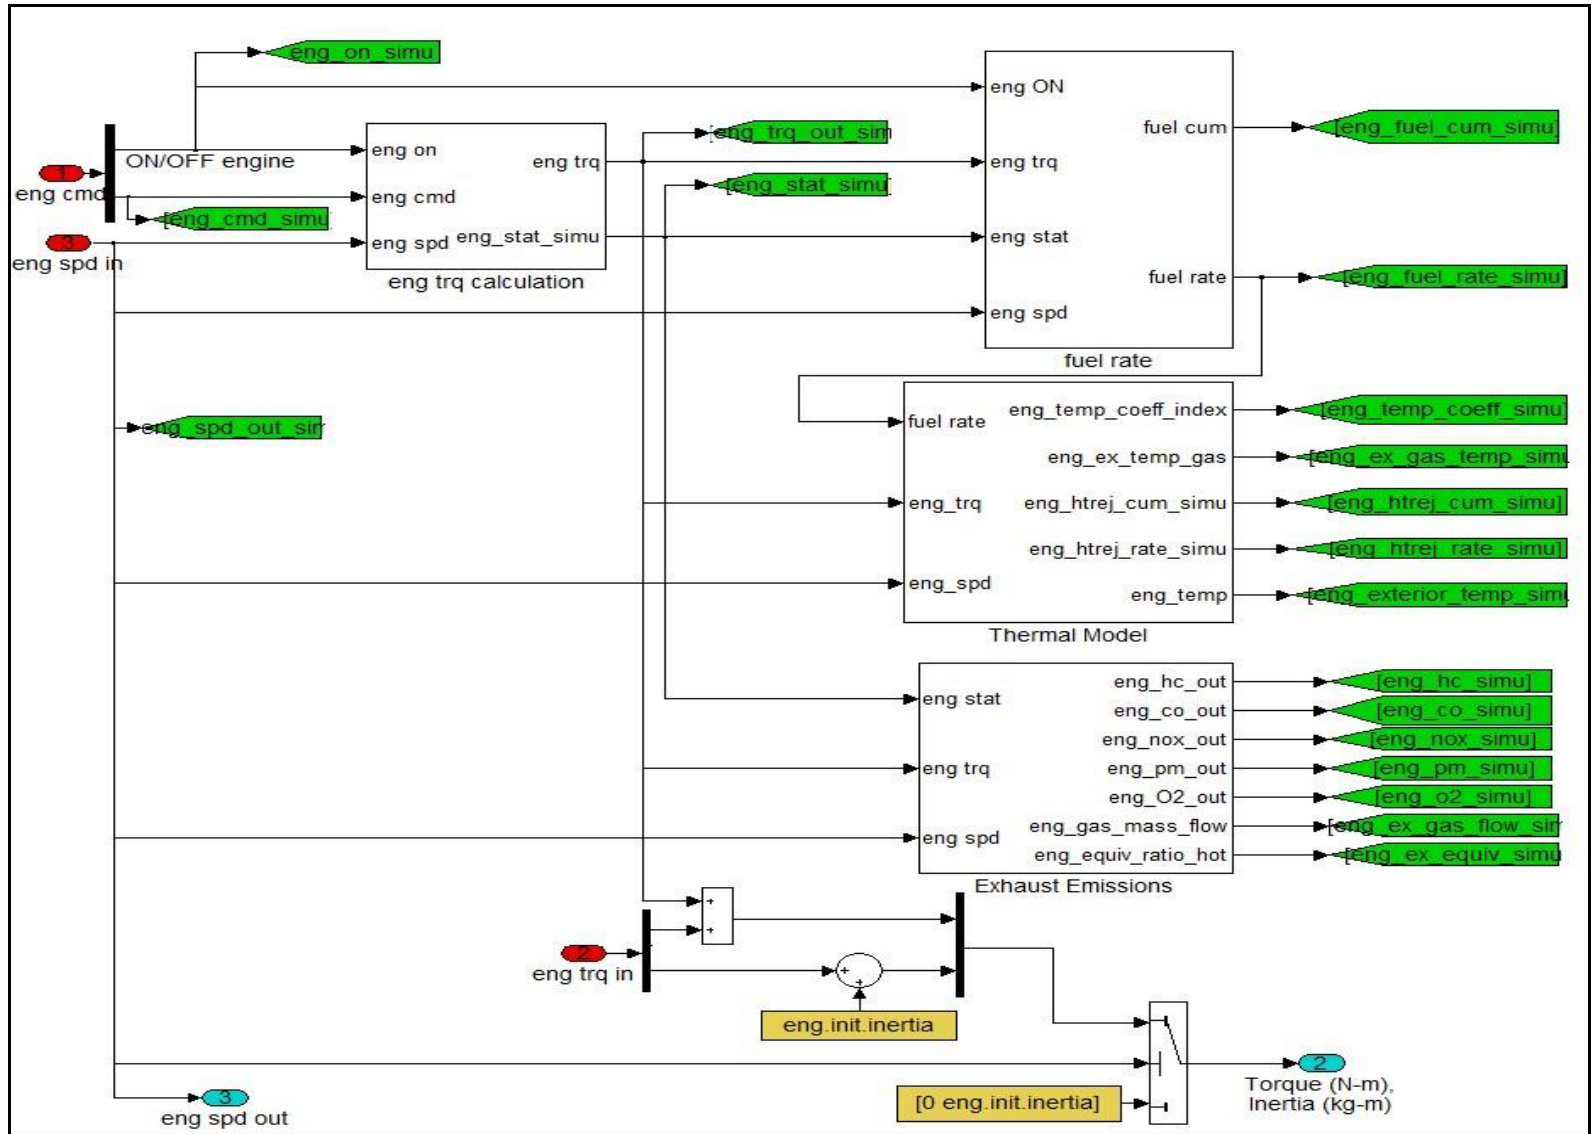 eng_on_simu
eng ON
fuel cum
[eng_fuel_cum_simu]
[eng_trq_out_sim
ON/OFF engine
eng on
eng trq
eng trq
1
eng cmd
eng cmd
[eng_stat_simu]
[eng_cmd_simu]
3
eng spd in
eng spd
eng_stat_simu
eng stat
eng trq calculation
fuel rate
[eng_fuel_rate_simu]
eng spd
fuel rate
fuel rate
eng_temp_coeff_index
[eng_temp_coeff_simu]
eng_spd_out_sim
eng_ex_temp_gas
[eng_ex_gas_temp_simu
eng_trq
eng_htrej_cum_simu
[eng_htrej_cum_simu]
eng_htrej_rate_simu
[eng_htrej_rate_simu]
eng_spd
eng_temp
[eng_exterior_temp_simu
Thermal Model
eng_hc_out
[eng_hc_simu]
eng stat
eng_co_out
[eng_co_simu]
eng_nox_out
[eng_nox_simu]
eng trq
eng_pm_out
[eng_pm_simu]
eng_O2_out
[eng_o2_simu]
eng spd
eng_gas_mass_flow
[eng_ex_gas_flow_sim
eng_equiv_ratio_hot
[eng_ex_equiv_simu
Exhaust Emissions
+
+
2
eng trq in
+
+
eng.init.inertia
2
Torque (N-m),
Inertia (kg-m)
[0 eng.init.inertia]
3
eng spd out